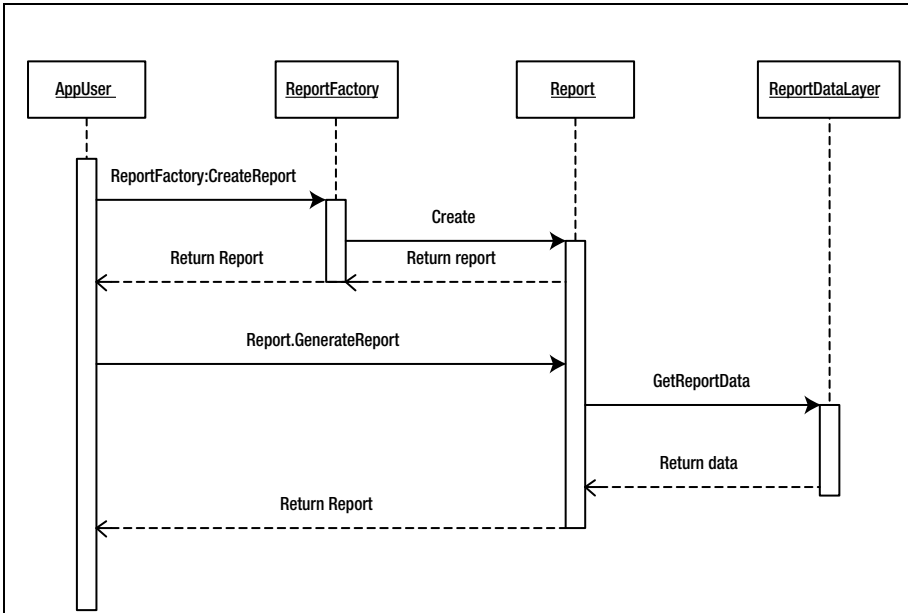 AppUser
ReportFactory
Report
ReportDataLayer
ReportFactory:CreateReport
Create
Return Report
Return report
Report.GenerateReport
GetReportData
Return data
Return Report